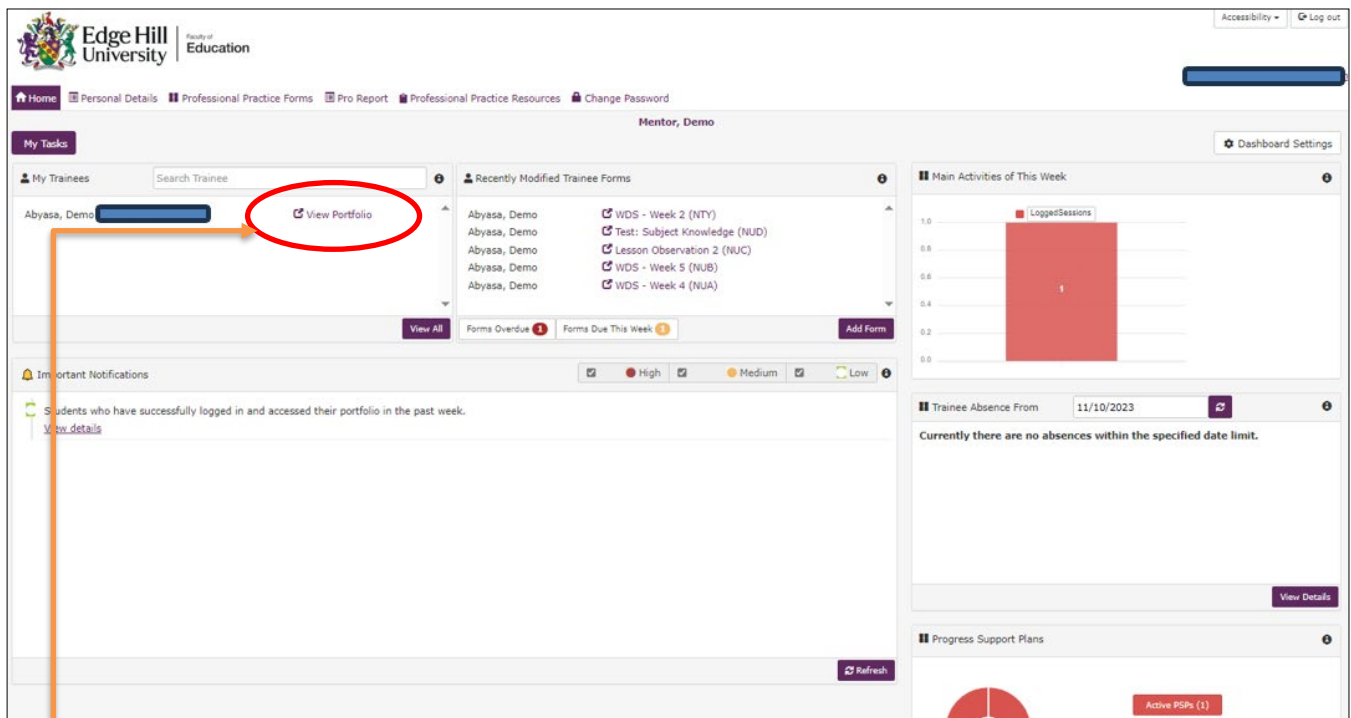 Accessibility
Log out
Edge Hill
University
Faculty of
Education
Home Personal Details Professional Practice Forms Pro Report Professional Practice Resources Change Password
Mentor, Demo
My Tasks
Dashboard Settings
My Trainees
Search Trainee
Abyasa, Demo
View Portfolio
View All
Recently Modified Trainee Forms
Abyasa, Demo WDS - Week 2 (NTY)
Abyasa, Demo Test: Subject Knowledge (NUD)
Abyasa, Demo Lesson Observation 2 (NUC)
Abyasa, Demo WDS - Week 5 (NUB)
Abyasa, Demo WDS - Week 4 (NUA)
Forms Overdue 1 Forms Due This Week 1 Add Form
Main Activities of This Week
LoggedSessions
1.0
0.8
0.6
1
0.4
0.2
0.0
Important Notifications
High Medium Low
Students who have successfully logged in and accessed their portfolio in the past week.
View details
Refresh
Trainee Absence From 11/10/2023
Currently there are no absences within the specified date limit.
View Details
Progress Support Plans
Active PSPs (1)